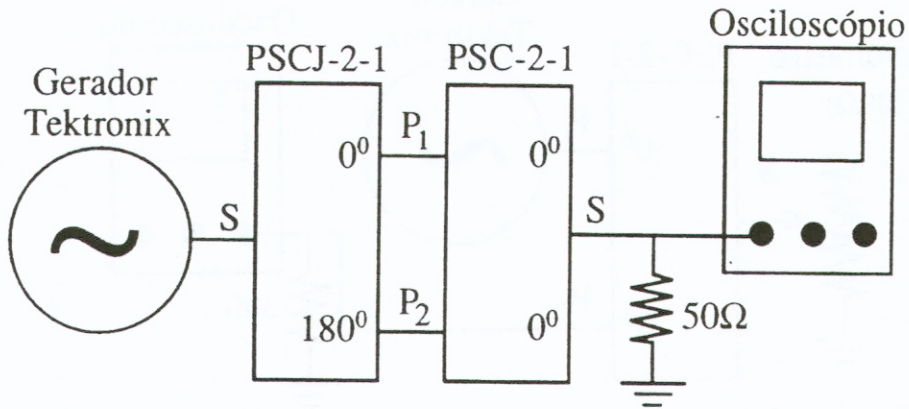 Osciloscópio
PSCJ-2-1
PSC-2-1
Gerador
Tektronix
0⁰
P₁
0⁰
S
S
180⁰
P₂
0⁰
50Ω